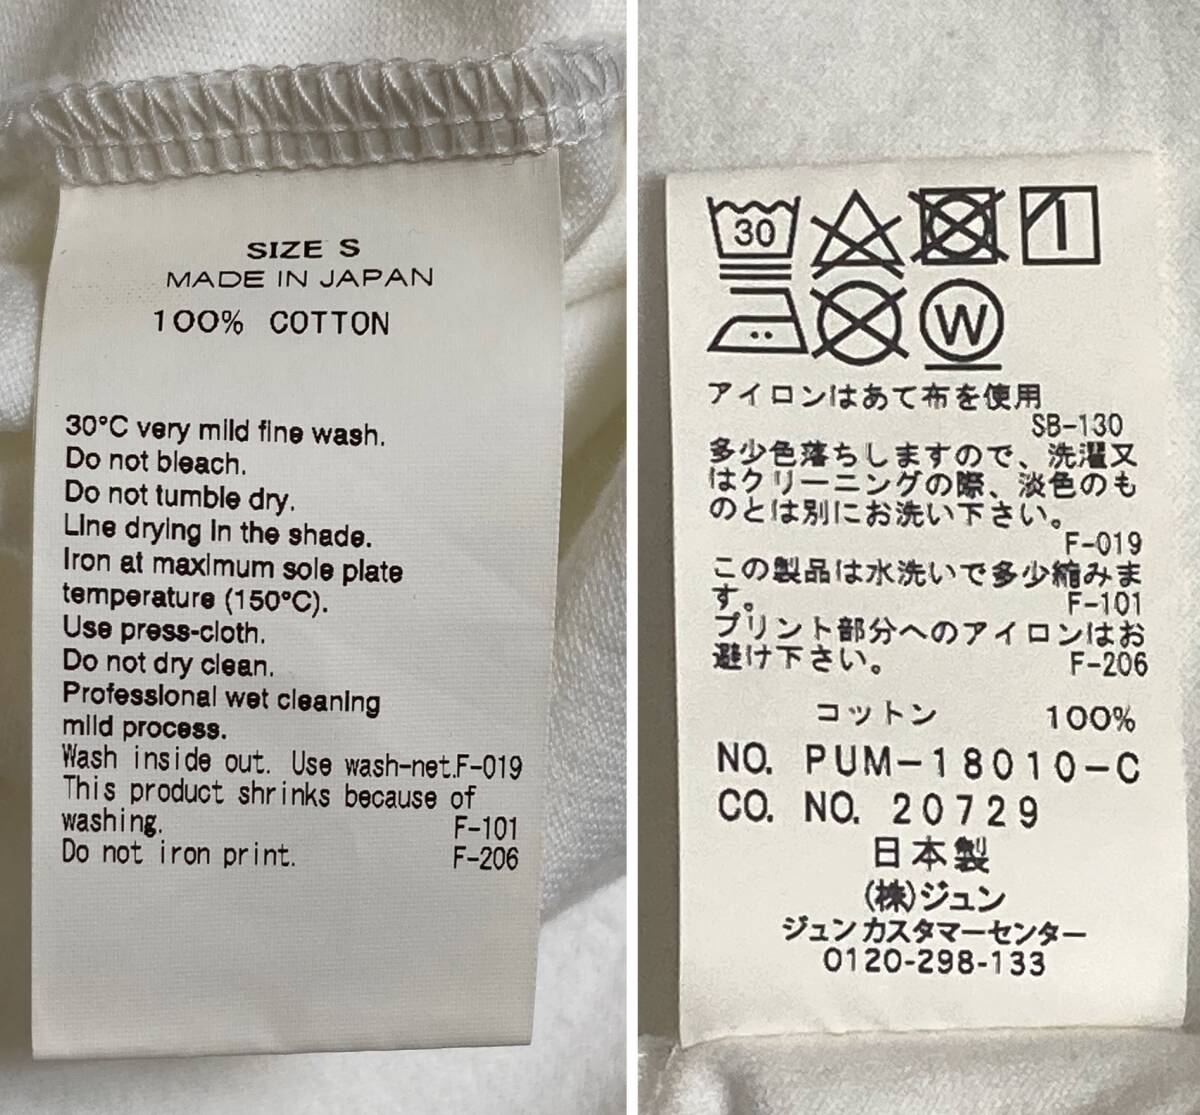 SIZE S
MADE IN JAPAN
100% COTTON
30°C very mild fine wash.
Do not bleach.
Do not tumble dry.
Line drying in the shade.
Iron at maximum sole plate
temperature (150°C).
Use press-cloth.
Do not dry clean.
Professional wet cleaning
mild process.
Wash inside out. Use wash-net.F-019
This product shrinks because of
washing. F-101
Do not iron print. F-206
30
W
アイロンはあて布を使用
SB-130
多少色落ちしますので、洗濯又
はクリーニングの際、淡色のも
のとは別にお洗い下さい。
F-019
この製品は水洗いで多少縮みま
す。 F-101
プリント部分へのアイロンはお
避け下さい。 F-206
コットン 100%
NO. PUM-18010-C
CO. NO. 20729
日本製
(株)ジュン
ジュンカスタマーセンター
0120-298-133